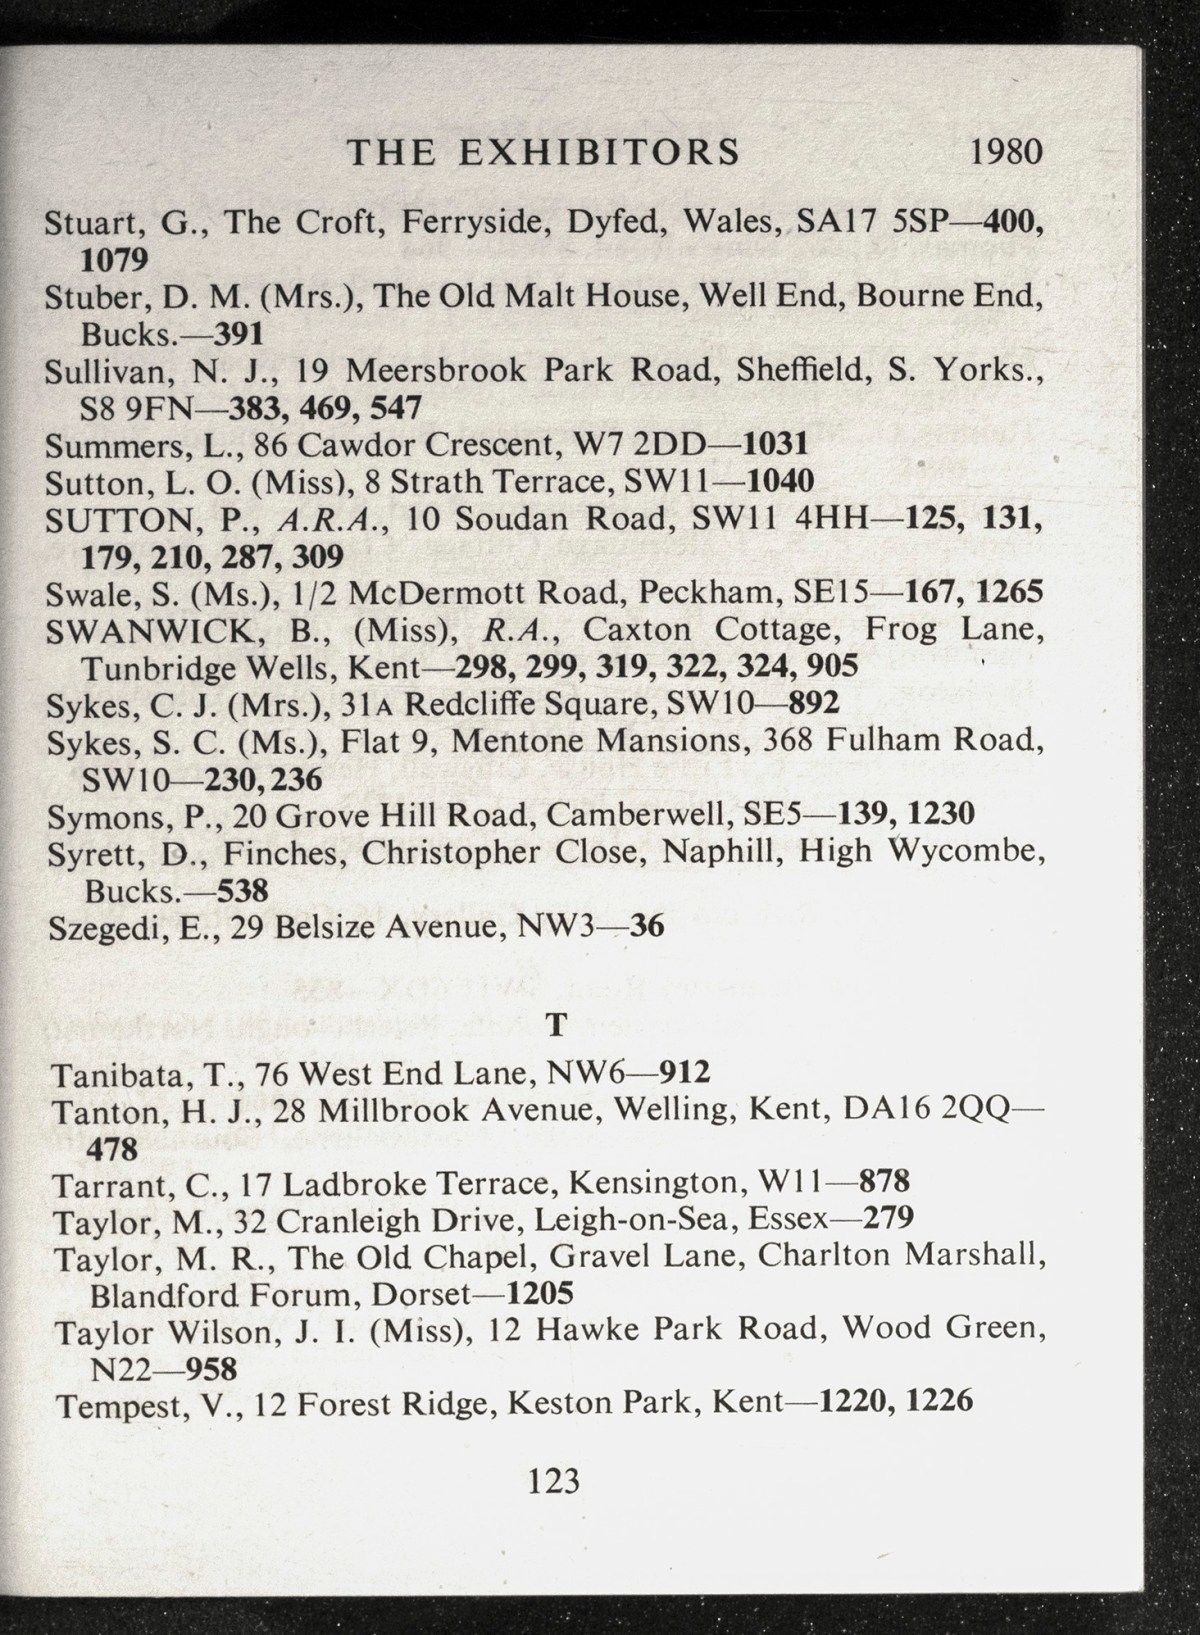 THE EXHIBITORS 1980
Stuart, G., The Croft, Ferryside, Dyfed, Wales, SA17 5SP—400,
1079
Stuber, D. M. (Mrs.), The Old Malt House, Well End, Bourne End,
Bucks.—391
Sullivan, N. J., 19 Meersbrook Park Road, Sheffield, S. Yorks.,
S8 9FN—383, 469, 547
Summers, L., 86 Cawdor Crescent, W7 2DD—1031
Sutton, L. O. (Miss), 8 Strath Terrace, SW11—1040
SUTTON, P., A.R.A., 10 Soudan Road, SW11 4HH—125, 131,
179, 210, 287, 309
Swale, S. (Ms.), 1/2 McDermott Road, Peckham, SE15—167, 1265
SWANWICK, B., (Miss), R.A., Caxton Cottage, Frog Lane,
Tunbridge Wells, Kent—298, 299, 319, 322, 324, 905
Sykes, C. J. (Mrs.), 31A Redcliffe Square, SW10—892
Sykes, S. C. (Ms.), Flat 9, Mentone Mansions, 368 Fulham Road,
SW10—230, 236
Symons, P., 20 Grove Hill Road, Camberwell, SE5—139, 1230
Syrett, D., Finches, Christopher Close, Naphill, High Wycombe,
Bucks.—538
Szegedi, E., 29 Belsize Avenue, NW3—36
T
Tanibata, T., 76 West End Lane, NW6—912
Tanton, H. J., 28 Millbrook Avenue, Welling, Kent, DA16 2QQ—
478
Tarrant, C., 17 Ladbroke Terrace, Kensington, W11—878
Taylor, M., 32 Cranleigh Drive, Leigh-on-Sea, Essex—279
Taylor, M. R., The Old Chapel, Gravel Lane, Charlton Marshall,
Blandford Forum, Dorset—1205
Taylor Wilson, J. I. (Miss), 12 Hawke Park Road, Wood Green,
N22—958
Tempest, V., 12 Forest Ridge, Keston Park, Kent—1220, 1226
123